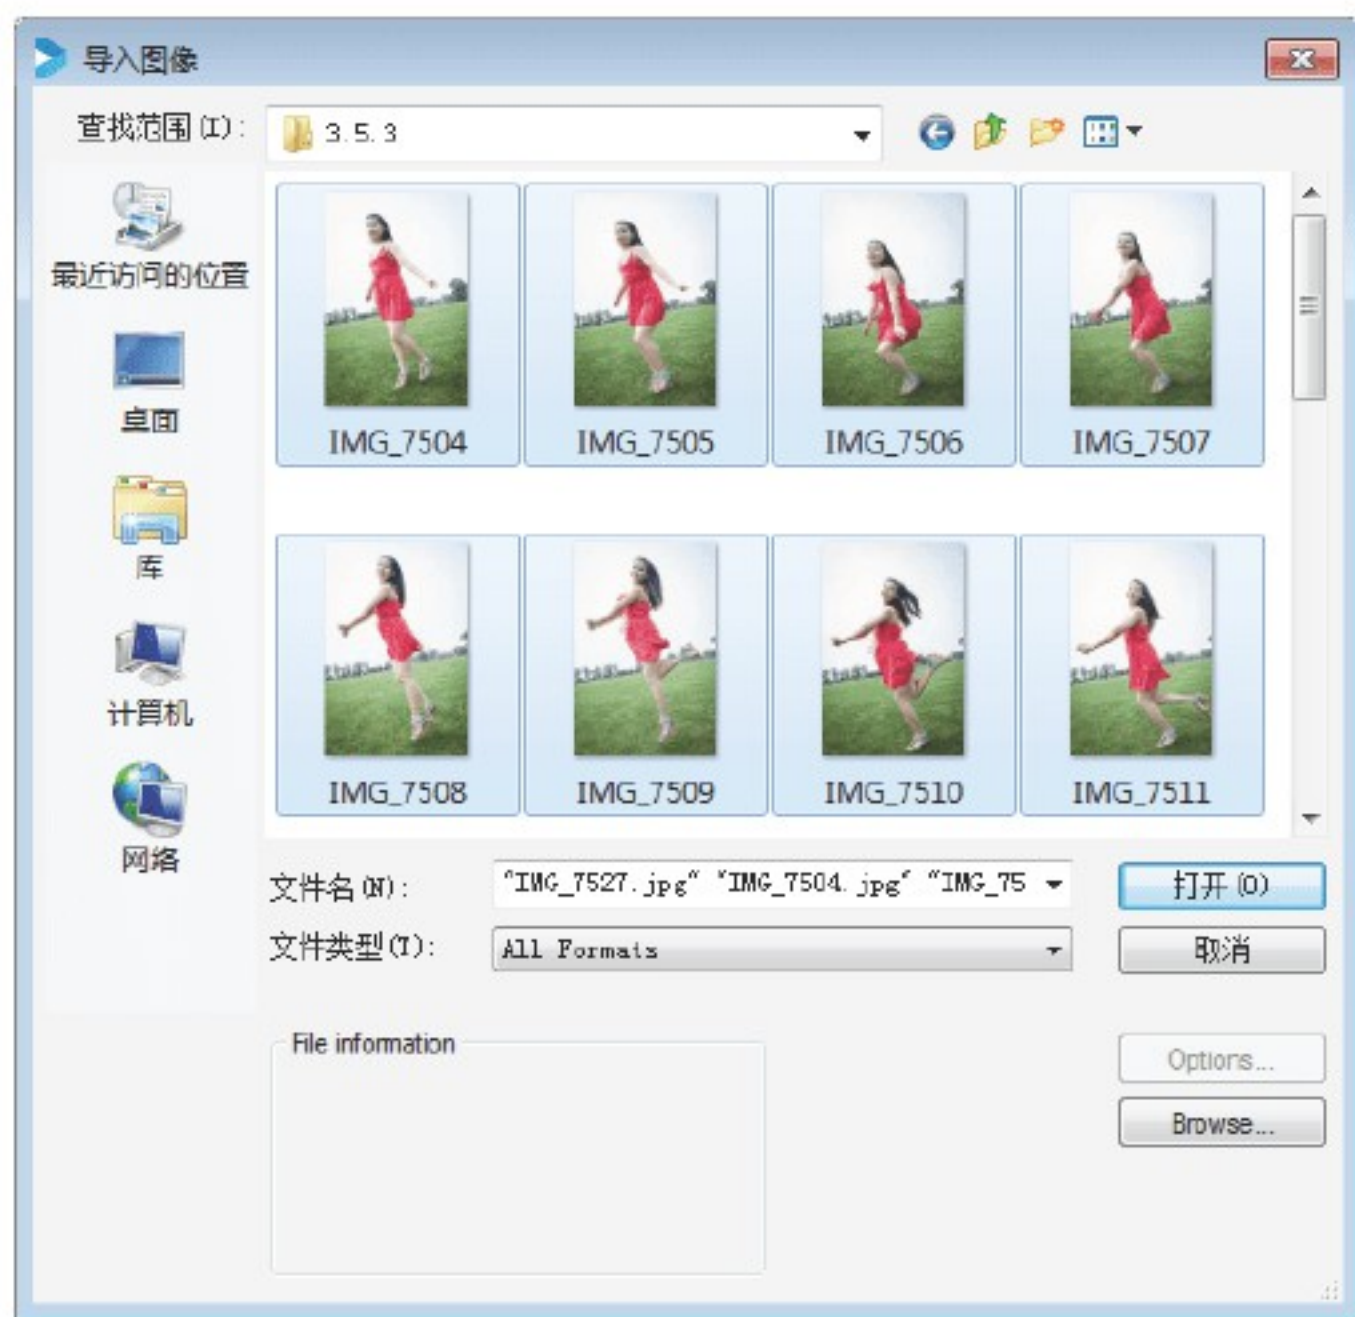 导入图像
查找范围(I): 3.5.3
最近访问的位置
桌面
库
计算机
网络
IMG_7504 IMG_7505 IMG_7506 IMG_7507
IMG_7508 IMG_7509 IMG_7510 IMG_7511
文件名(N): "IMG_7527.jpg" "IMG_7504.jpg" "IMG_75 打开(O)
文件类型(T): All Formats 取消
File information
Options...
Browse...